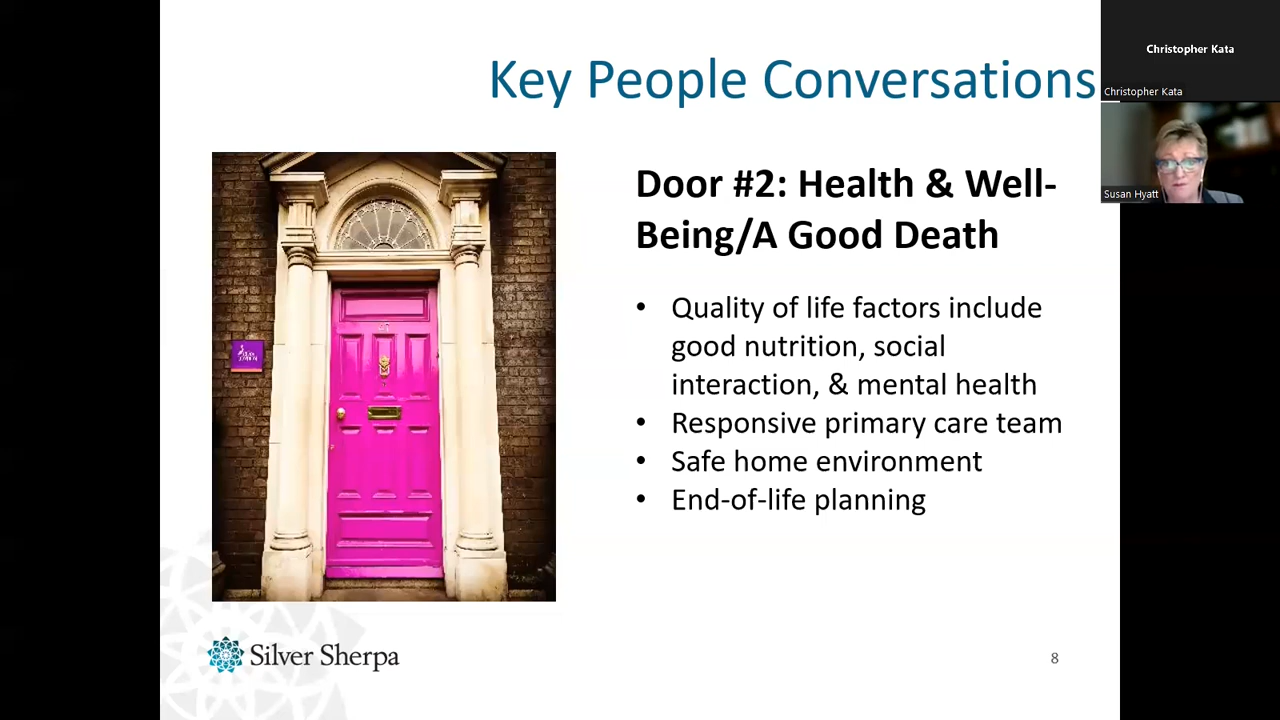 Key People Conversations
Christopher Kata
Christopher Kata
Susan Hyatt
Door #2: Health & Well-
Being/A Good Death
• Quality of life factors include
good nutrition, social
interaction, & mental health
• Responsive primary care team
• Safe home environment
• End-of-life planning
Silver Sherpa
8